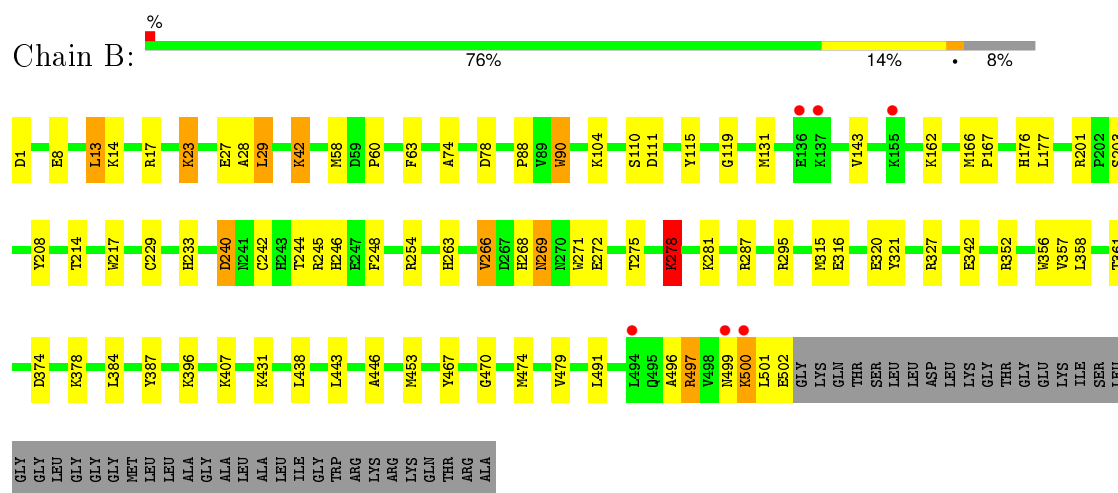 %
Chain B:
76% 14% • 8%
D1 E8 L13 K14 R17 K23 E27 A28 L29 K42 M58 D59 P60 F63 A74 D78 P88 V89 W90 K104 S110 D111 Y115 G119 M131 E136 K137 V143 K155 K162 M166 P167 H176 L177 R201 P202 S203
Y208 T214 W217 C229 H233 D240 N241 C242 H243 T244 R245 H246 E247 F248 R254 H263 V266 D267 H268 N269 N270 W271 E272 T275 K278 K281 R287 R295 M315 E316 E320 Y321 R327 E342 R352 W356 V357 L358 T361
D374 K378 L384 Y387 K396 K407 K431 L438 L443 A446 M453 Y467 G470 M474 V479 L491 L494 Q495 A496 R497 V498 N499 K500 L501 E502 GLY LYS GLN THR SER LEU LEU ASP LEU LYS GLY THR GLY GLU LYS ILE SER LEU
GLY GLY LEU GLY GLY GLY MET LEU LEU ALA GLY ALA LEU ALA LEU ILE GLY TRP ARG LYS ARG LYS GLN THR ARG ALA